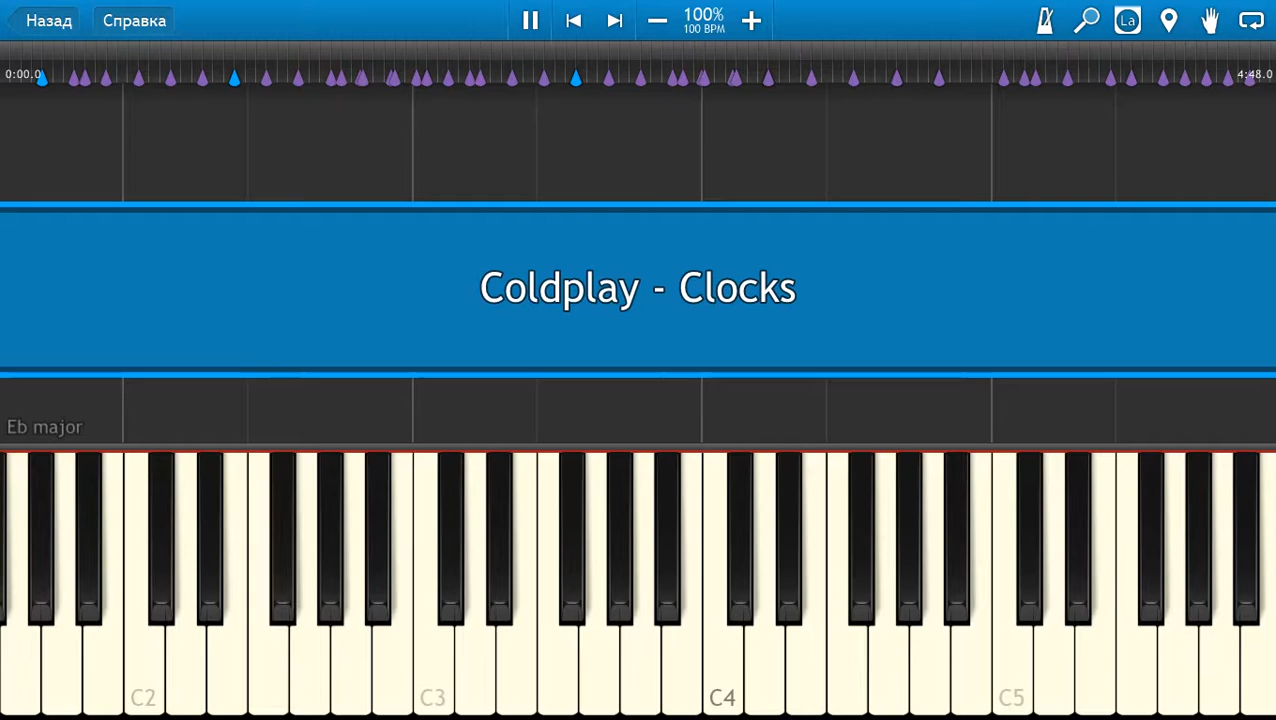 Назад
Справка
100%
100 BPM
La
0:00.0
4:48.0
Coldplay - Clocks
Eb major
C2
C3
C4
C5